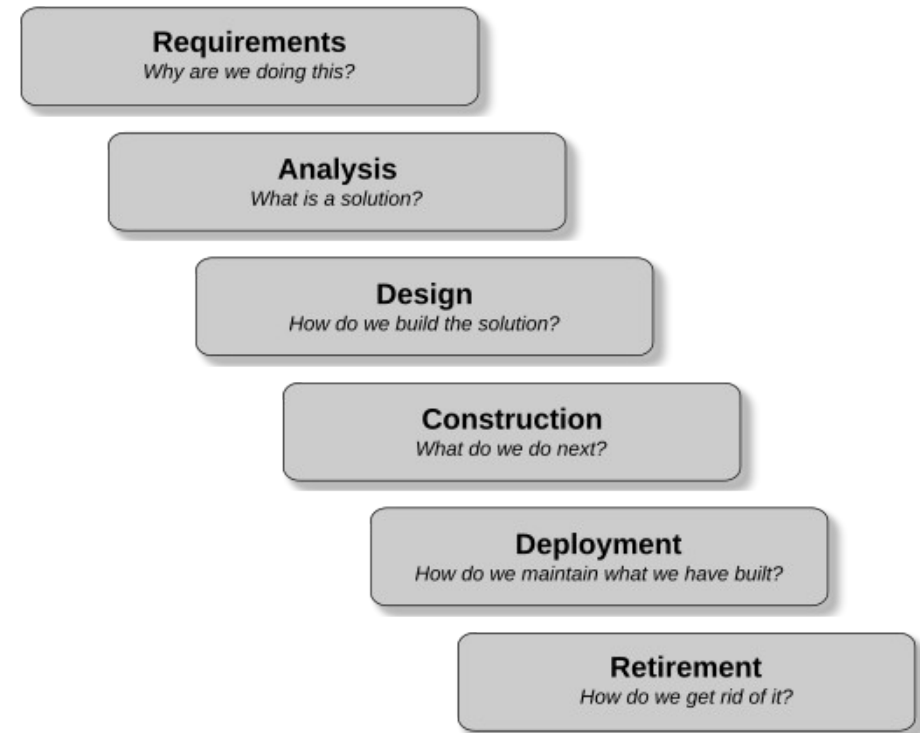 Requirements
Why are we doing this?
Analysis
What is a solution?
Design
How do we build the solution?
Construction
What do we do next?
Deployment
How do we maintain what we have built?
Retirement
How do we get rid of it?